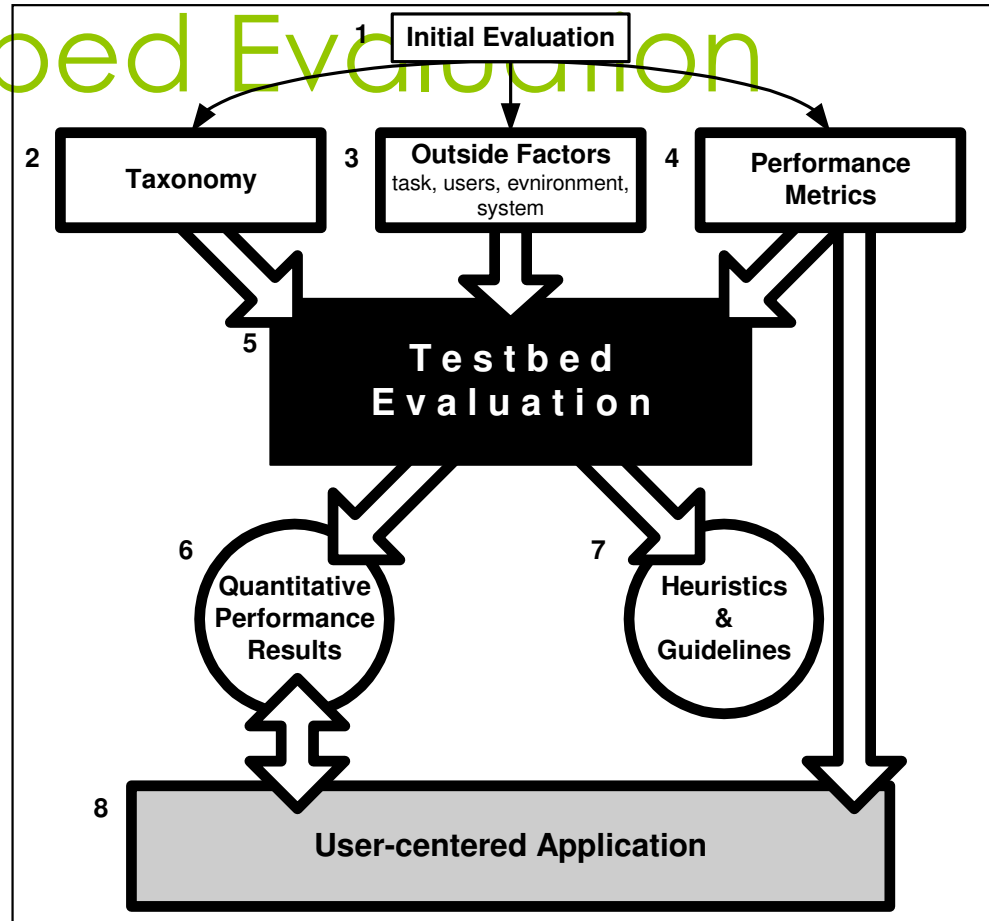 bed Evaluation
1
Initial Evaluation
2
Taxonomy
3
Outside Factors
task, users, evnironment,
system
4
Performance
Metrics
5
Testbed
Evaluation
6
Quantitative
Performance
Results
7
Heuristics
&
Guidelines
8
User-centered Application